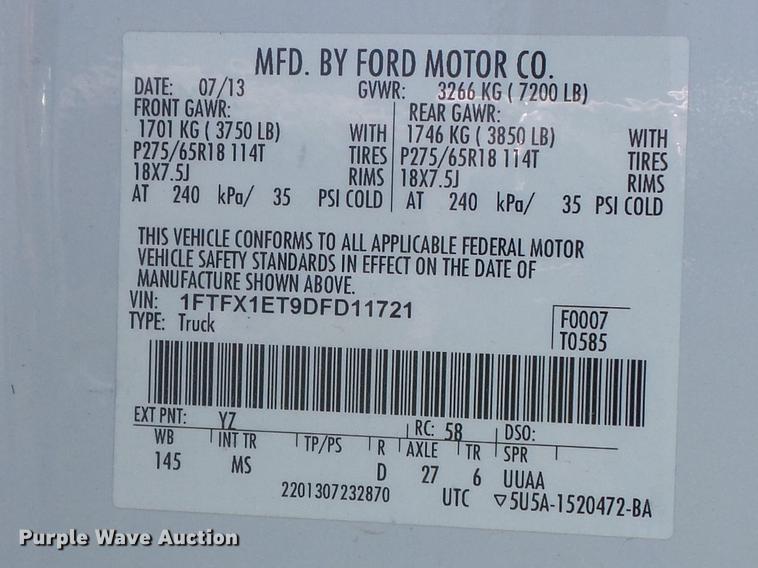 MFD. BY FORD MOTOR CO.
DATE: 07/13 GVWR: 3266 KG ( 7200 LB)
FRONT GAWR: REAR GAWR:
1701 KG ( 3750 LB) WITH 1746 KG ( 3850 LB) WITH
P275/65R18 114T TIRES P275/65R18 114T TIRES
18X7.5J RIMS 18X7.5J RIMS
AT 240 kPa/ 35 PSI COLD AT 240 kPa/ 35 PSI COLD
THIS VEHICLE CONFORMS TO ALL APPLICABLE FEDERAL MOTOR
VEHICLE SAFETY STANDARDS IN EFFECT ON THE DATE OF
MANUFACTURE SHOWN ABOVE.
VIN: 1FTFX1ET9DFD11721
TYPE: Truck
F0007
T0585
EXT PNT: YZ RC: 58 DSO:
WB INT TR TP/PS R AXLE TR SPR
145 MS D 27 6 UUAA
2201307232870 UTC ▽5U5A-1520472-BA
Purple Wave Auction